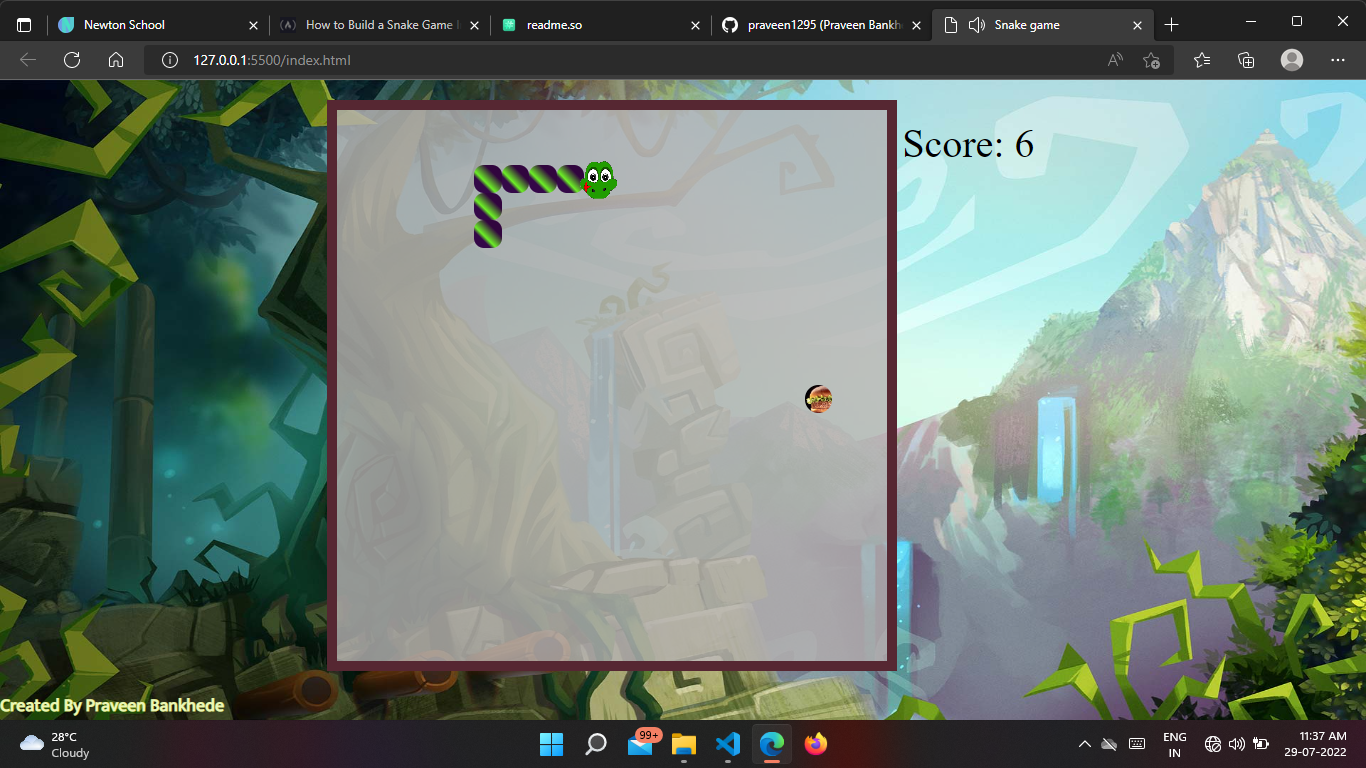 Newton School
How to Build a Snake Game
readme.so
praveen1295 (Praveen Bankhe
Snake game
127.0.0.1:5500/index.html
Score: 6
Created By Praveen Bankhede
28°C
Cloudy
99+
ENG
IN
11:37 AM
29-07-2022